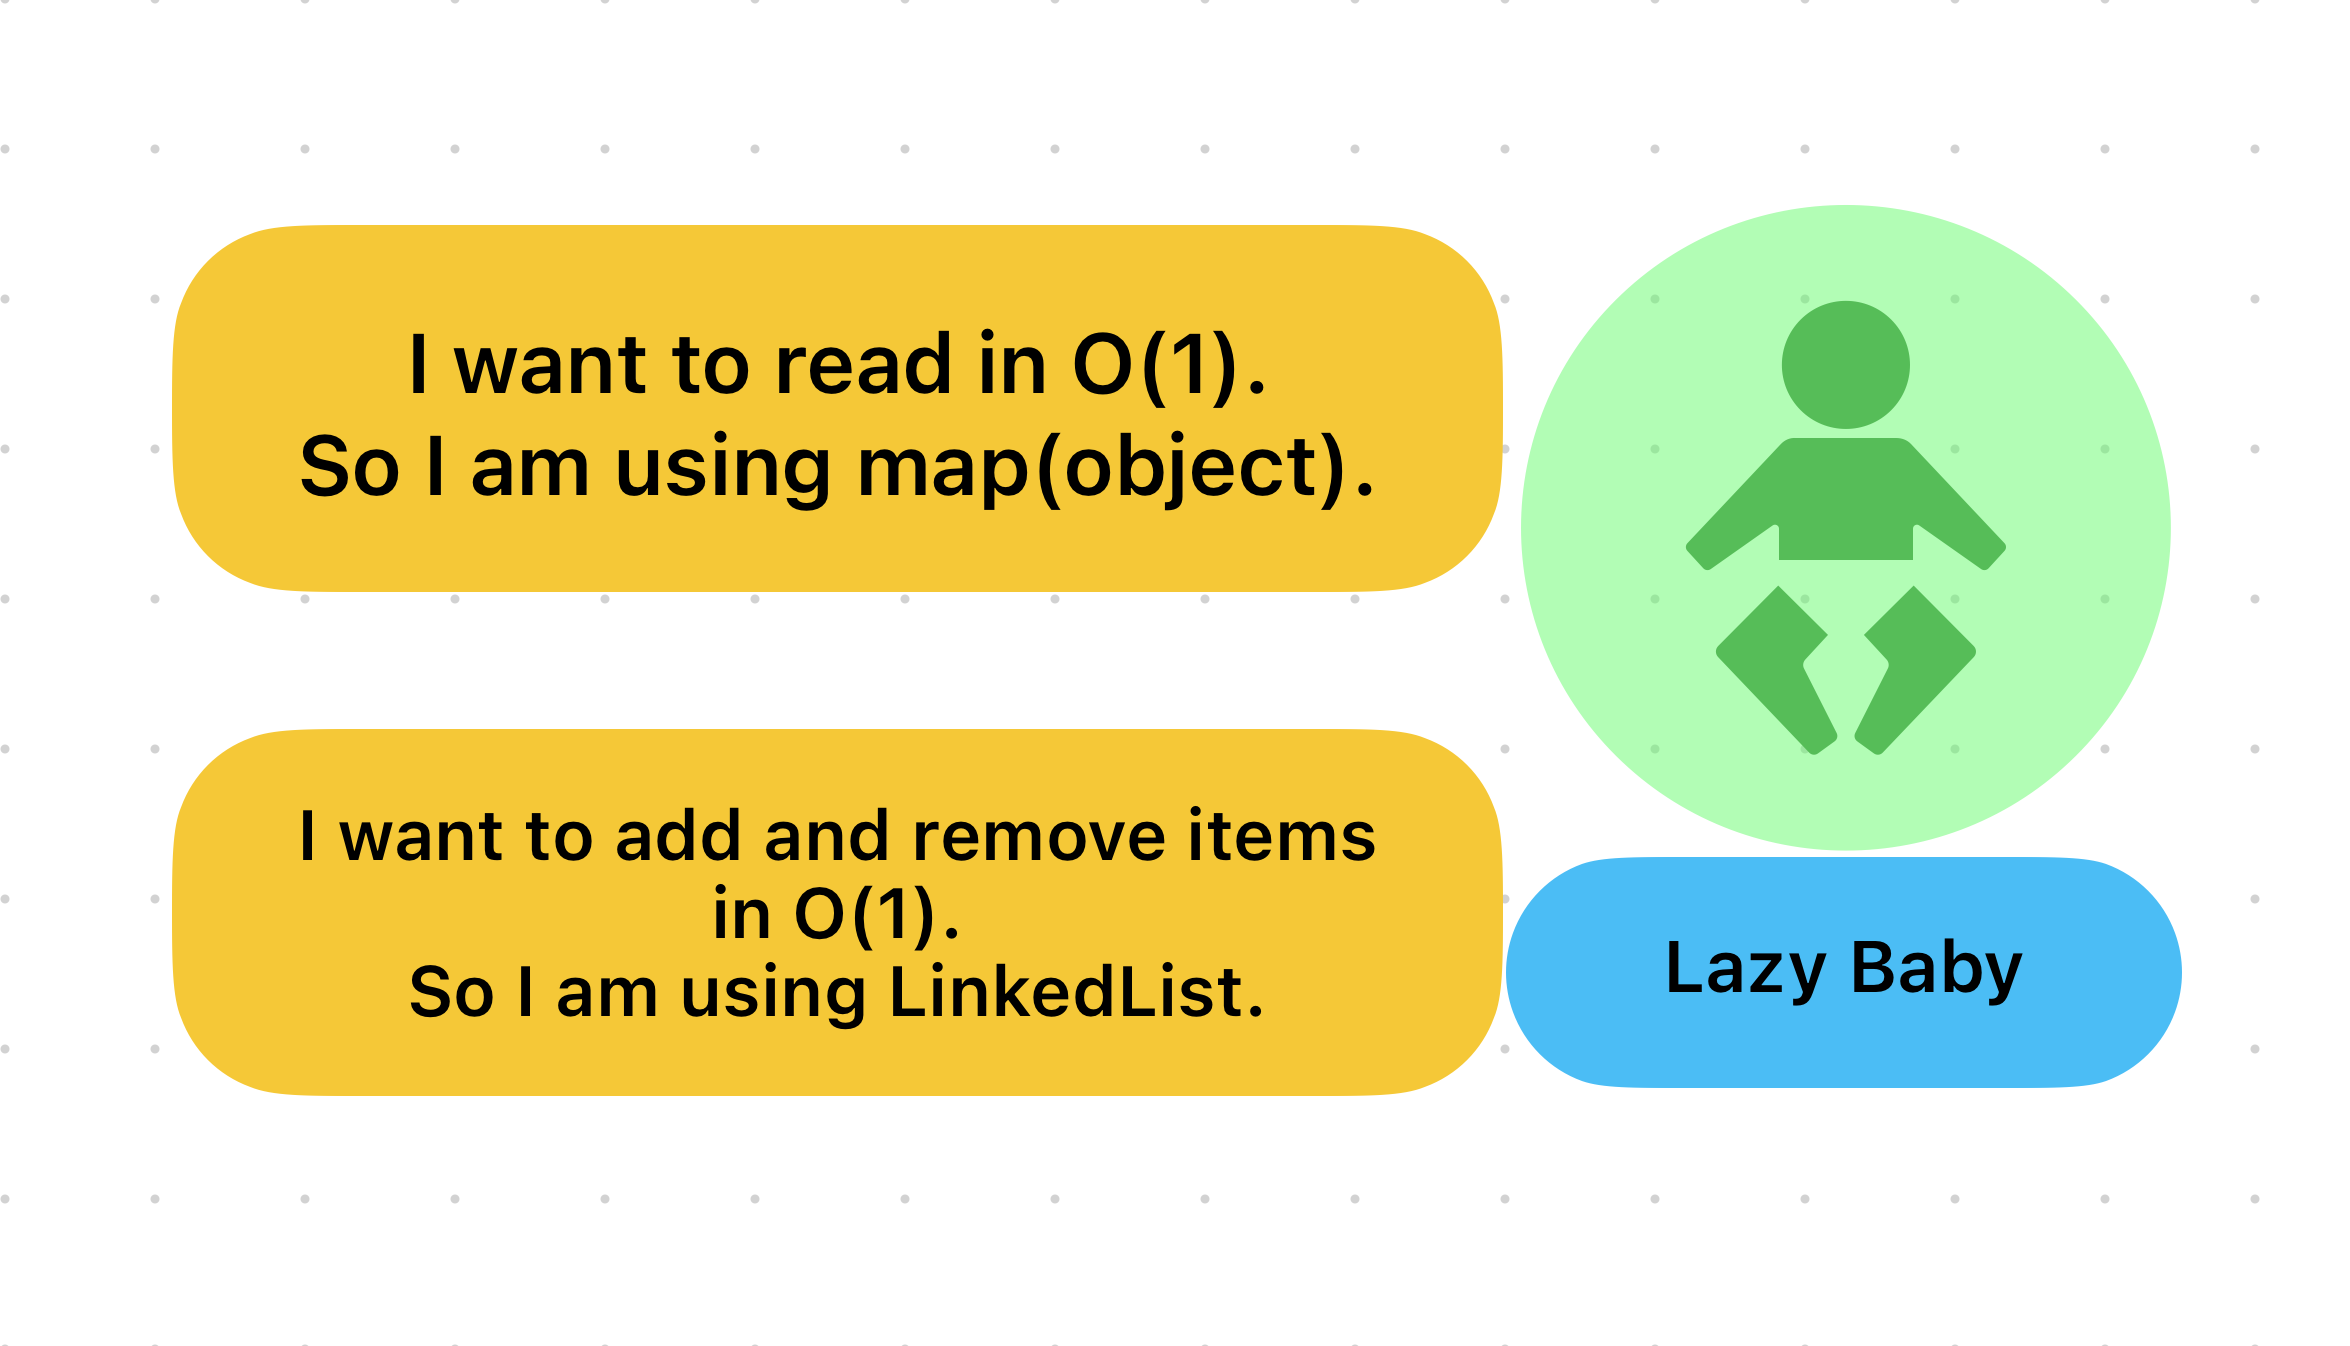 I want to read in O(1).
So I am using map(object).
I want to add and remove items
in O(1).
So I am using LinkedList.
Lazy Baby